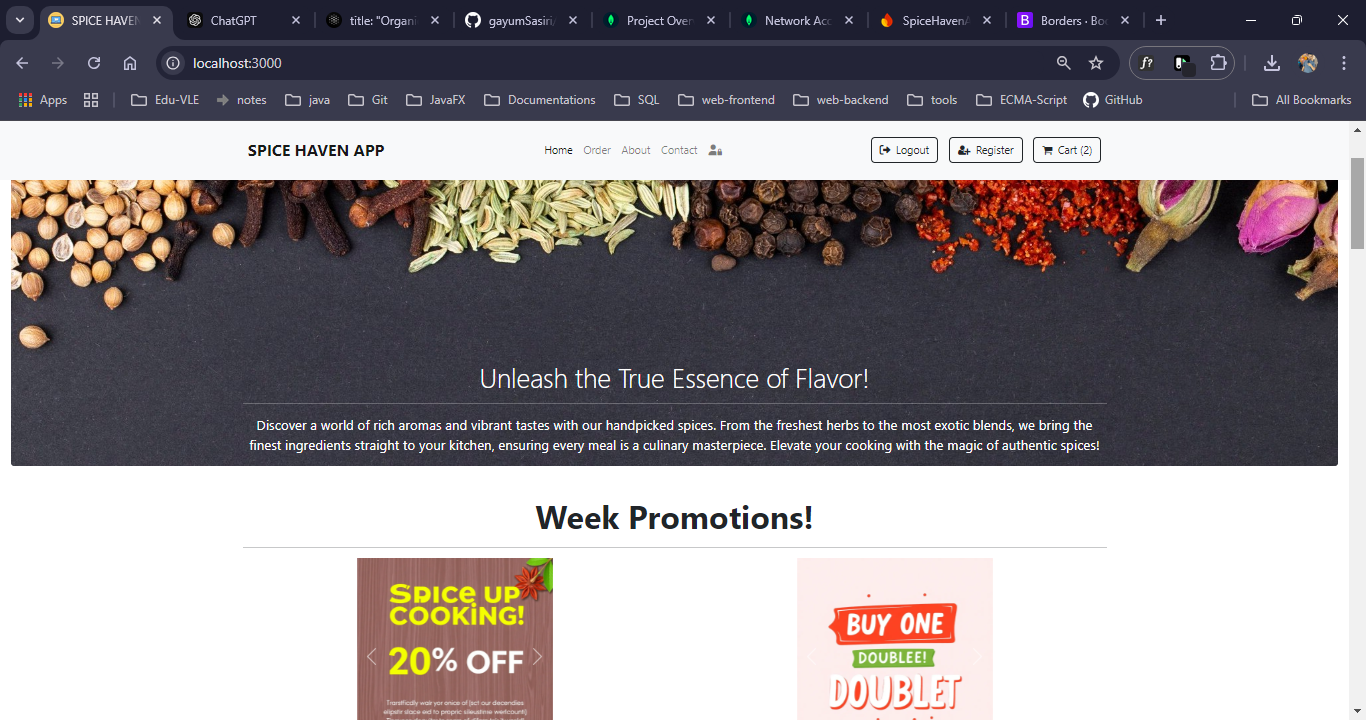 SPICE HAVEN
ChatGPT
title: "Organi
gayumSasiri/
Project Over
Network Acc
SpiceHavenA
Borders · Boo
localhost:3000
Apps
Edu-VLE
notes
java
Git
JavaFX
Documentations
SQL
web-frontend
web-backend
tools
ECMA-Script
GitHub
All Bookmarks
SPICE HAVEN APP
Home Order About Contact
Logout Register Cart (2)
Unleash the True Essence of Flavor!
Discover a world of rich aromas and vibrant tastes with our handpicked spices. From the freshest herbs to the most exotic blends, we bring the
finest ingredients straight to your kitchen, ensuring every meal is a culinary masterpiece. Elevate your cooking with the magic of authentic spices!
Week Promotions!
SPICE UP
COOKING!
20% OFF
BUY ONE
DOUBLEE!
DOUBLET